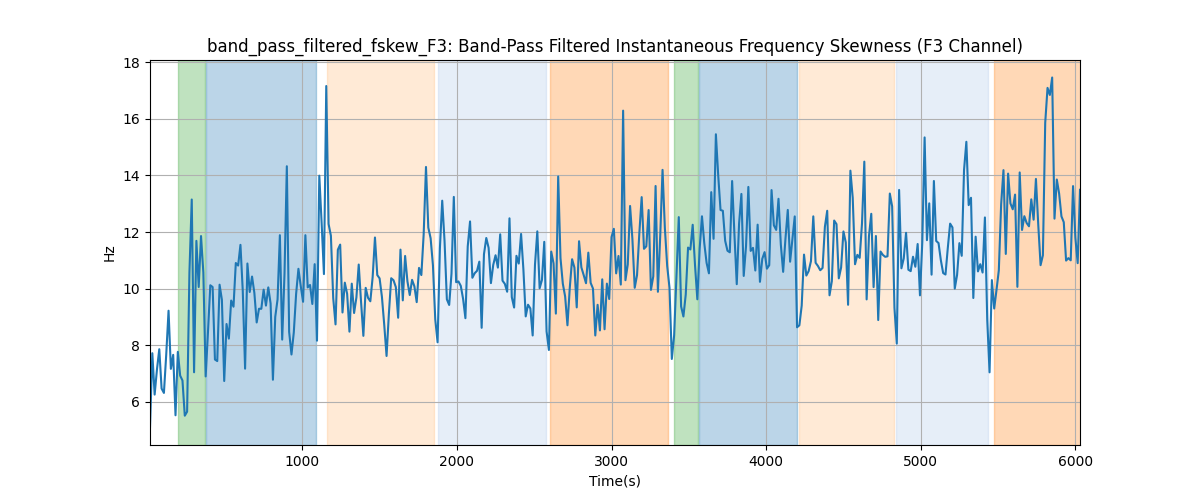 band_pass_filtered_fskew_F3: Band-Pass Filtered Instantaneous Frequency Skewness (F3 Channel)
18
16
14
12
10
8
6
Hz
1000 2000 3000 4000 5000 6000
Time(s)